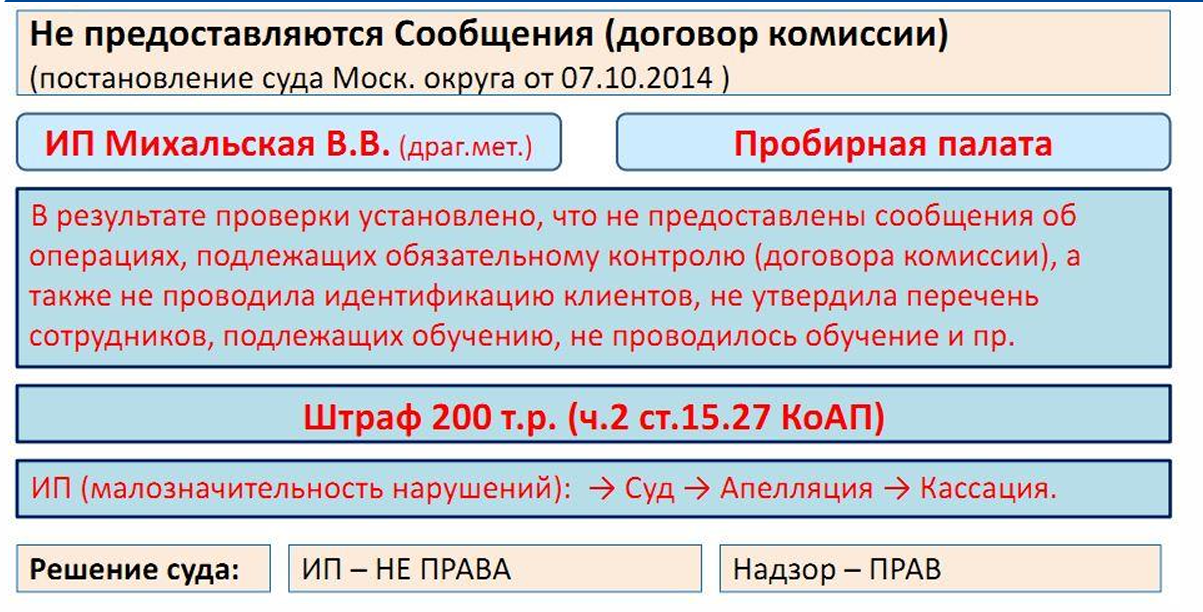 Не предоставляются Сообщения (договор комиссии)
(постановление суда Моск. округа от 07.10.2014 )
ИП Михальская В.В. (драг.мет.)
Пробирная палата
В результате проверки установлено, что не предоставлены сообщения об
операциях, подлежащих обязательному контролю (договора комиссии), а
также не проводила идентификацию клиентов, не утвердила перечень
сотрудников, подлежащих обучению, не проводилось обучение и пр.
Штраф 200 т.р. (ч.2 ст.15.27 КоАП)
ИП (малозначительность нарушений): → Суд → Апелляция → Кассация.
Решение суда:
ИП – НЕ ПРАВА
Надзор – ПРАВ